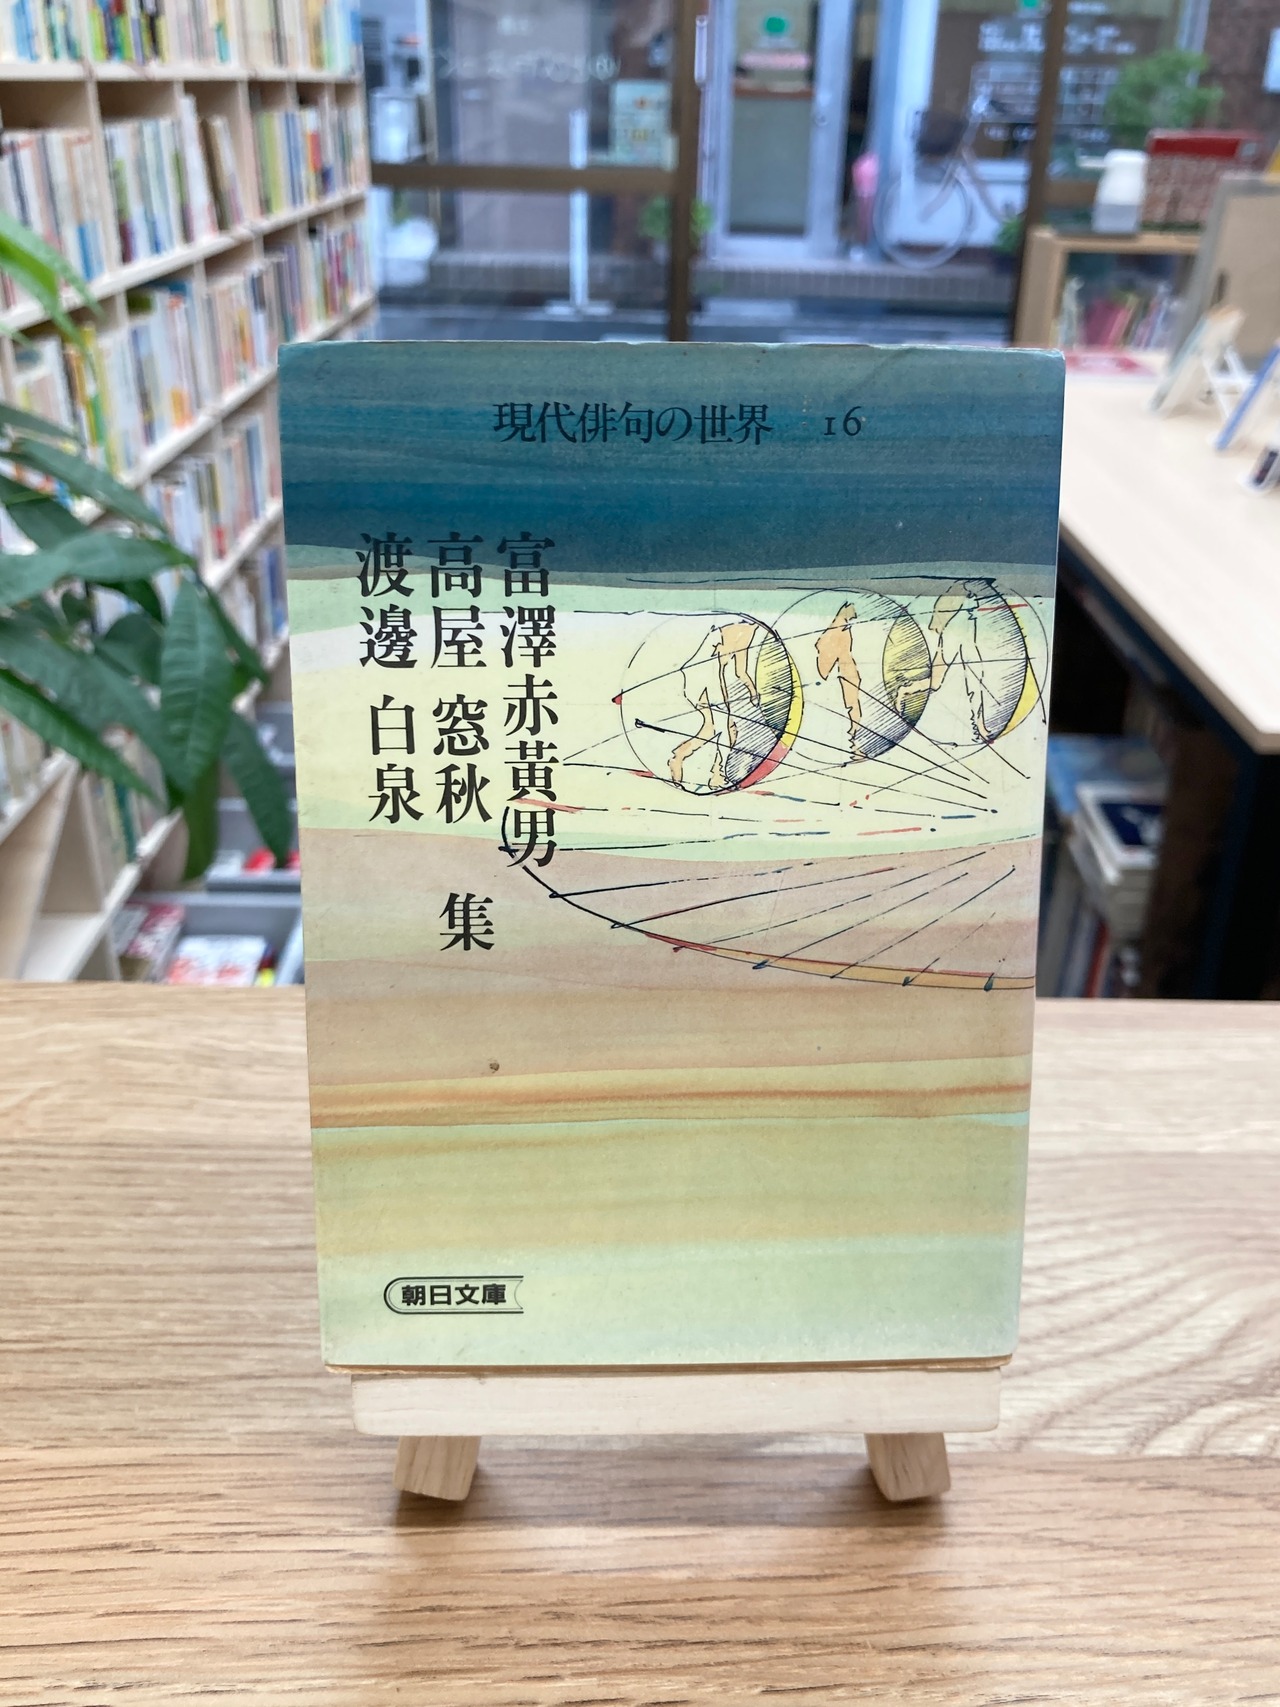 現代俳句の世界 16
富澤赤黃男
高屋窓秋
渡邊白泉
集
朝日文庫